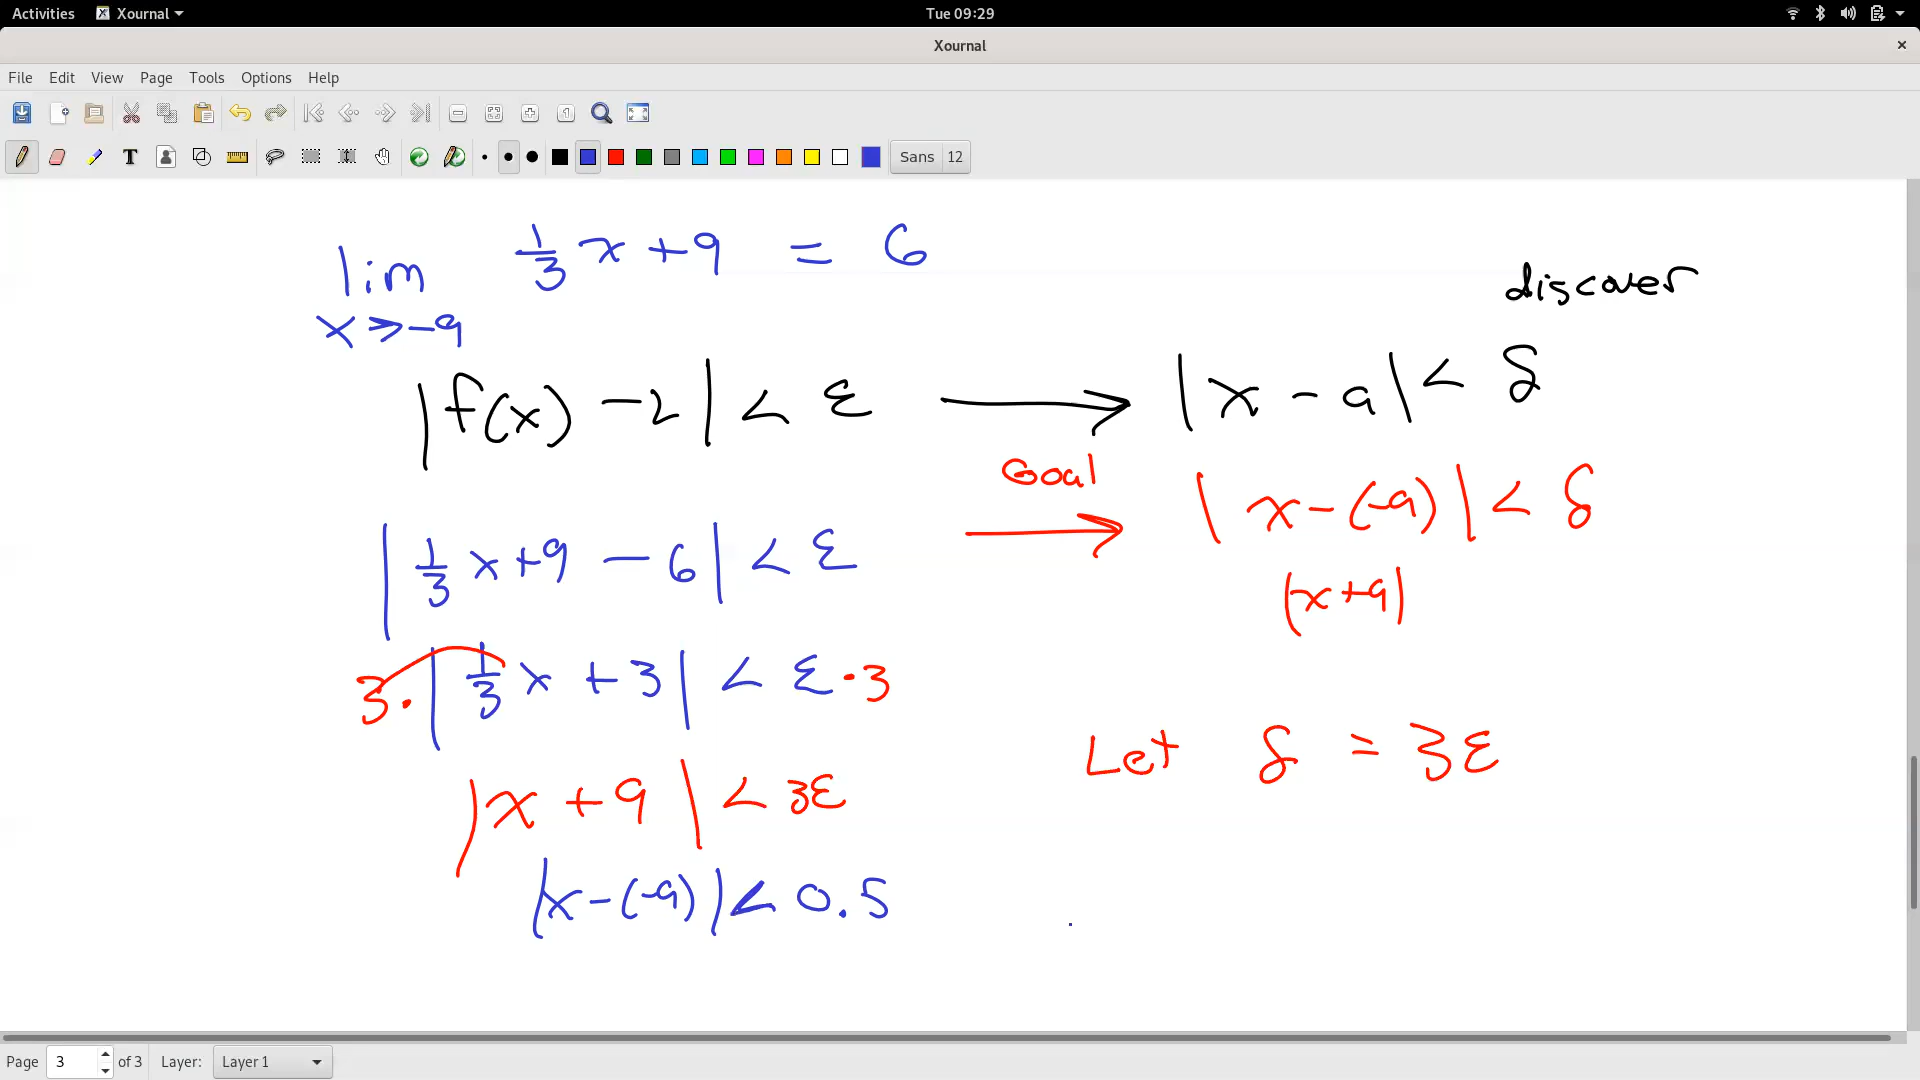 Activities Xournal Tue 09:29
Xournal ×
File Edit View Page Tools Options Help
T Sans 12
lim 1/3 x + 9 = 6
x → -9
discover
|f(x) - L| < ε → |x - a| < δ
Goal
|1/3 x + 9 - 6| < ε → |x - (-9)| < δ
|x + 9|
3 · |1/3 x + 3| < ε · 3
Let δ = 3ε
|x + 9| < 3ε
|x - (-9)| < 0.5
Page 3 of 3 Layer: Layer 1